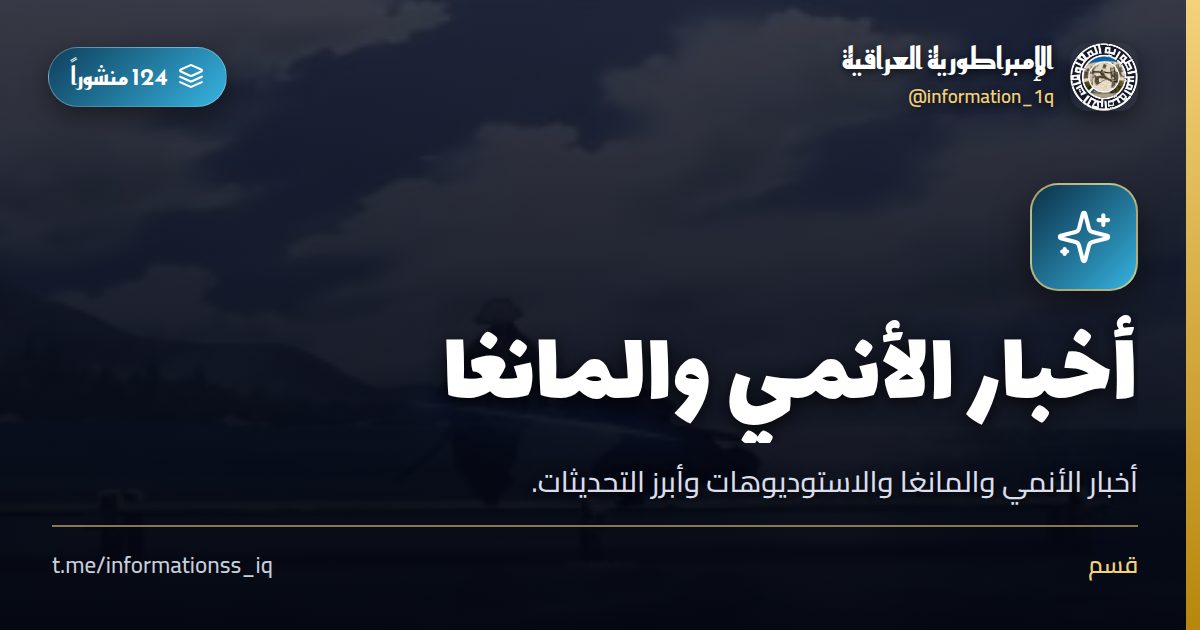 الإمبراطورية العراقية
@information_1q
124 منشوراً
أخبار الأنمي والمانغا
أخبار الأنمي والمانغا والاستوديوهات وأبرز التحديثات.
قسم
t.me/informationss_iq